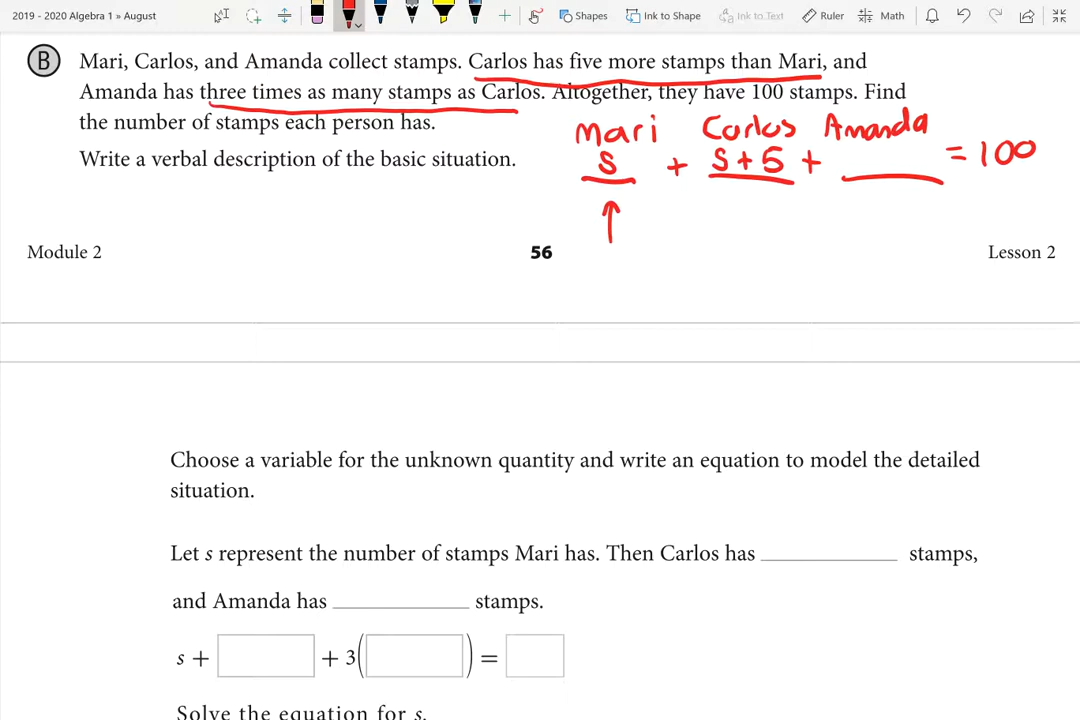 2019 - 2020 Algebra 1 » August
Shapes
Ink to Shape
Ink to Text
Ruler
Math
B Mari, Carlos, and Amanda collect stamps. Carlos has five more stamps than Mari, and
Amanda has three times as many stamps as Carlos. Altogether, they have 100 stamps. Find
the number of stamps each person has.
Mari Carlos Amanda
s + s + 5 + ____ = 100
Write a verbal description of the basic situation.
Module 2
56
Lesson 2
Choose a variable for the unknown quantity and write an equation to model the detailed
situation.
Let s represent the number of stamps Mari has. Then Carlos has ____ stamps,
and Amanda has ____ stamps.
s + + 3( ) =
Solve the equation for s.